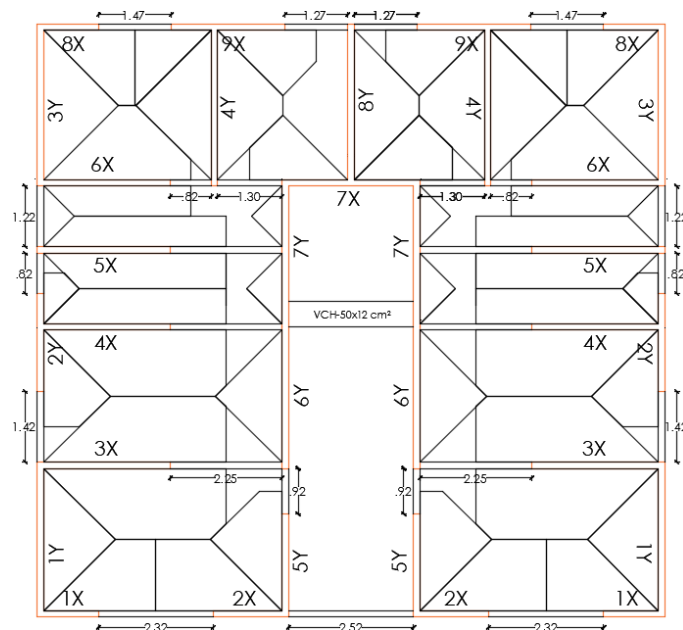 1.47 1.27 1.27 1.47
8X 9X 9X 8X
3Y 4Y 8Y 4Y 3Y
6X 6X
.82 1.30 7X 1.30 .82
1.22 7Y 7Y 1.22
5X 5X
.82 .82
VCH-50x12 cm²
4X 4X
2Y 2Y
6Y 6Y
1.42 1.42
3X 3X
2.25 2.25
.92 .92
1Y 5Y 5Y 1Y
1X 2X 2X 1X
2.32 2.52 2.32